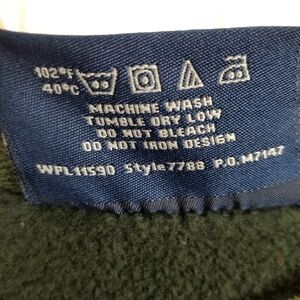 102°F
40°C
MACHINE WASH
TUMBLE DRY LOW
DO NOT BLEACH
DO NOT IRON DESIGN
WPL11590 Style7788 P.O.M7147